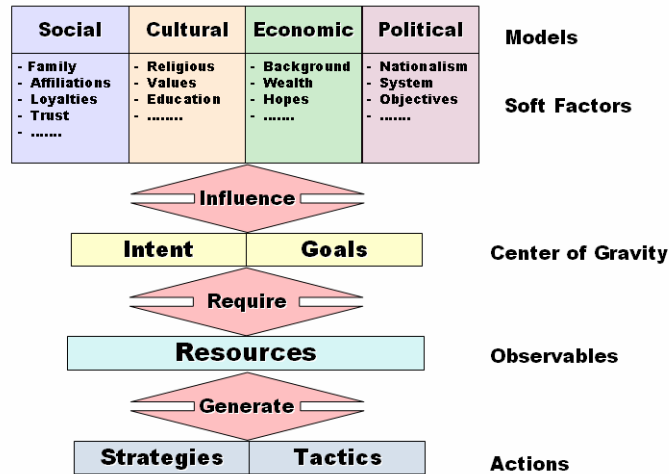 Social Cultural Economic Political Models
- Family
- Affiliations
- Loyalties
- Trust
- .......
- Religious
- Values
- Education
- ........
- Background
- Wealth
- Hopes
- .......
- Nationalism
- System
- Objectives
- .......
Soft Factors
Influence
Intent Goals Center of Gravity
Require
Resources Observables
Generate
Strategies Tactics Actions